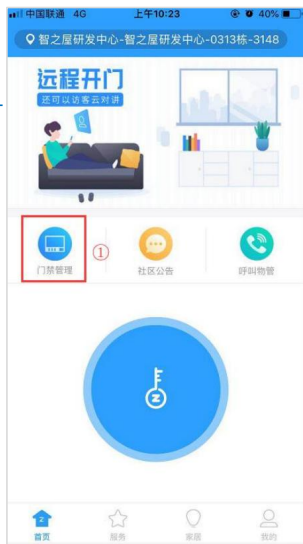 中国联通 4G 上午10:23 40%
智之屋研发中心-智之屋研发中心-0313栋-3148
远程开门
还可以访客云对讲
门禁管理
①
社区公告
呼叫物管
Z
Z
首页
服务
家居
我的